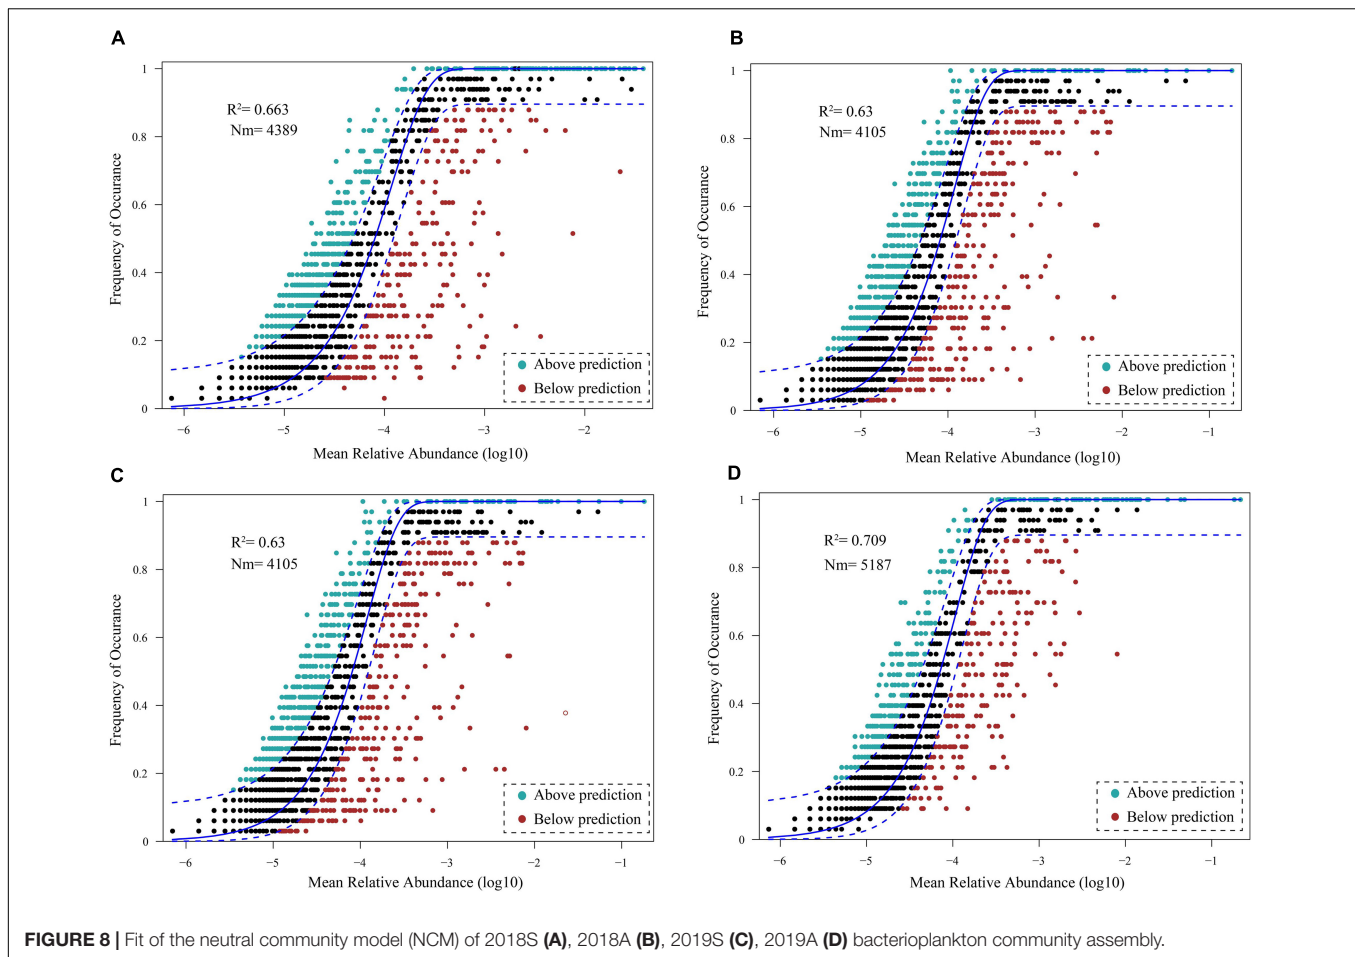 A
1
0.8
0.6
0.4
0.2
0
Frequency of Occurance
R²= 0.663
Nm= 4389
Above prediction
Below prediction
−6 −5 −4 −3 −2
Mean Relative Abundance (log10)
B
1
0.8
0.6
0.4
0.2
0
Frequency of Occurance
R²= 0.63
Nm= 4105
Above prediction
Below prediction
−6 −5 −4 −3 −2 −1
Mean Relative Abundance (log10)
C
1
0.8
0.6
0.4
0.2
0
Frequency of Occurance
R²= 0.63
Nm= 4105
Above prediction
Below prediction
−6 −5 −4 −3 −2 −1
Mean Relative Abundance (log10)
D
1
0.8
0.6
0.4
0.2
0
Frequency of Occurance
R²= 0.709
Nm= 5187
Above prediction
Below prediction
−6 −5 −4 −3 −2 −1
Mean Relative Abundance (log10)
FIGURE 8 | Fit of the neutral community model (NCM) of 2018S (A), 2018A (B), 2019S (C), 2019A (D) bacterioplankton community assembly.